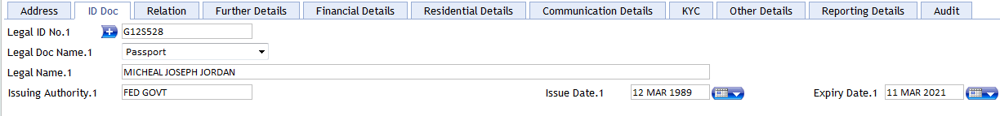 Address ID Doc Relation Further Details Financial Details Residential Details Communication Details KYC Other Details Reporting Details Audit
Legal ID No.1 G12S528
Legal Doc Name.1 Passport
Legal Name.1 MICHEAL JOSEPH JORDAN
Issuing Authority.1 FED GOVT Issue Date.1 12 MAR 1989 Expiry Date.1 11 MAR 2021